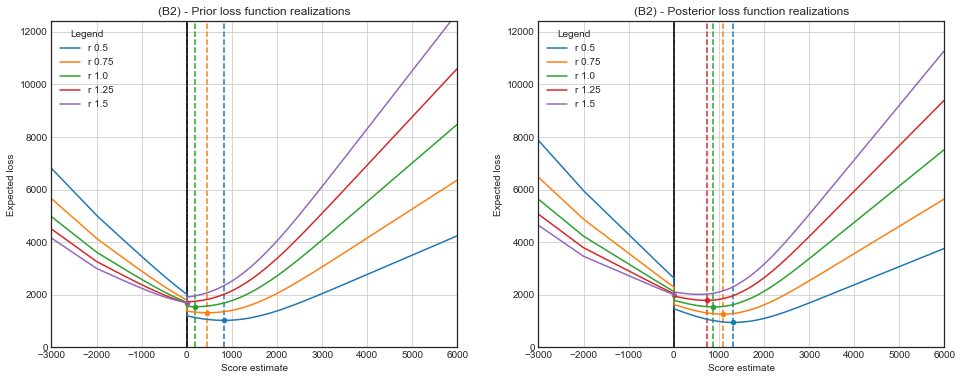 (B2) - Prior loss function realizations
Expected loss
12000
10000
8000
6000
4000
2000
0
Legend
r 0.5
r 0.75
r 1.0
r 1.25
r 1.5
−3000 −2000 −1000 0 1000 2000 3000 4000 5000 6000
Score estimate
(B2) - Posterior loss function realizations
Expected loss
12000
10000
8000
6000
4000
2000
0
Legend
r 0.5
r 0.75
r 1.0
r 1.25
r 1.5
−3000 −2000 −1000 0 1000 2000 3000 4000 5000 6000
Score estimate